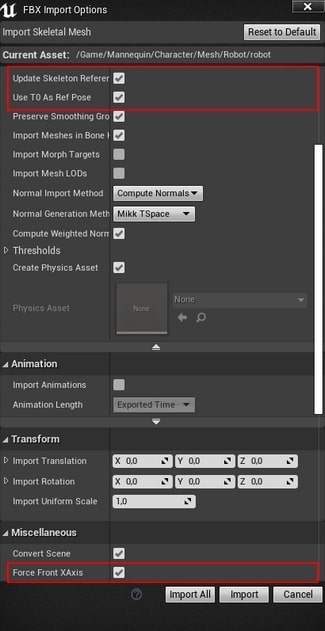 FBX Import Options
Import Skeletal Mesh
Reset to Default
Current Asset: /Game/Mannequin/Character/Mesh/Robot/robot
Update Skeleton Referer
Use T0 As Ref Pose
Preserve Smoothing Gro
Import Meshes in Bone H
Import Morph Targets
Import Mesh LODs
Normal Import Method Compute Normals
Normal Generation Meth Mikk TSpace
Compute Weighted Norm
Thresholds
Create Physics Asset
Physics Asset None None
Animation
Import Animations
Animation Length Exported Time
Transform
Import Translation X 0,0 Y 0,0 Z 0,0
Import Rotation X 0,0 Y 0,0 Z 0,0
Import Uniform Scale 1,0
Miscellaneous
Convert Scene
Force Front XAxis
? Import All Import Cancel